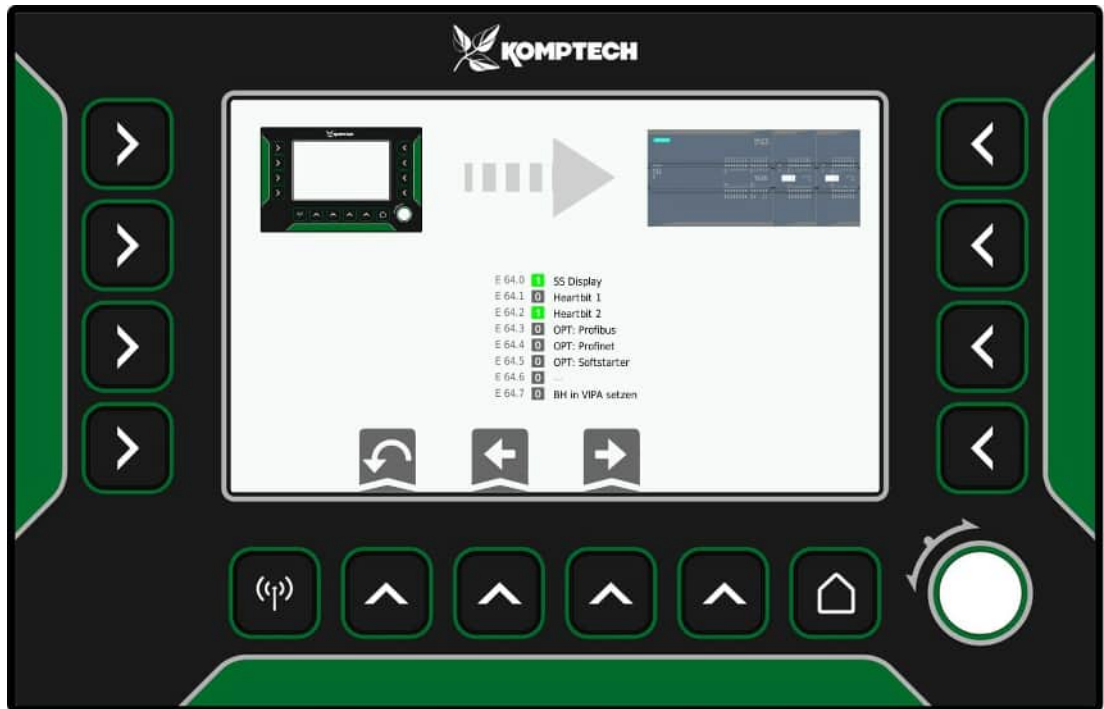 KOMPTECH
E 64.0 1 SS Display
E 64.1 0 Heartbit 1
E 64.2 1 Heartbit 2
E 64.3 0 OPT: Profibus
E 64.4 0 OPT: Profinet
E 64.5 0 OPT: Softstarter
E 64.6 0 ...
E 64.7 0 BH in VIPA setzen